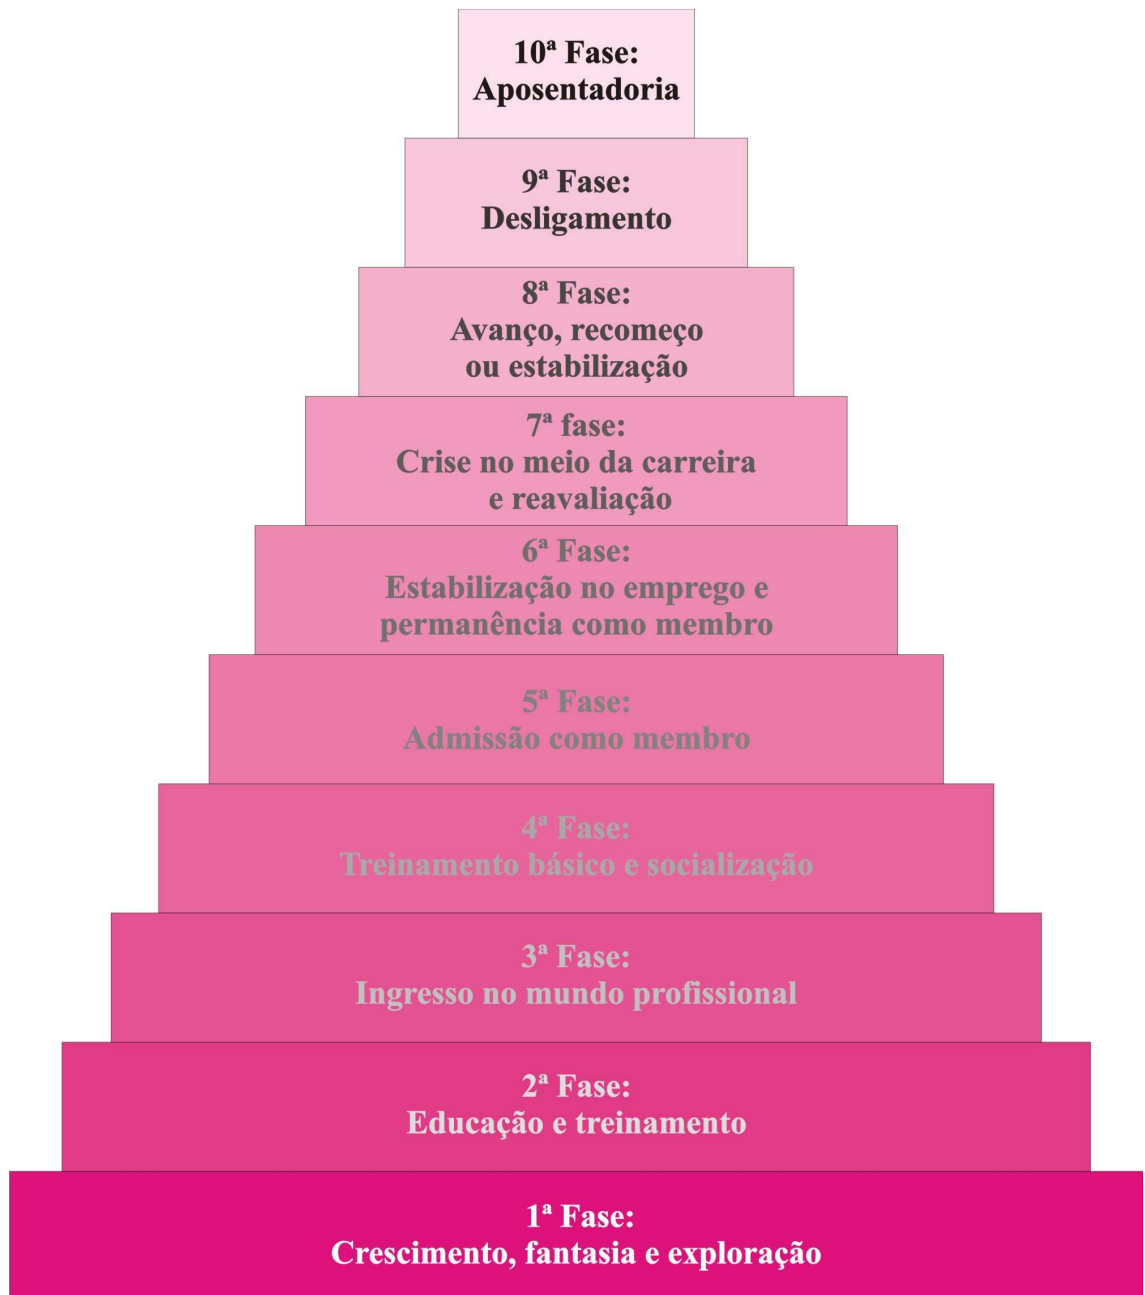 10ª Fase:
Aposentadoria
9ª Fase:
Desligamento
8ª Fase:
Avanço, recomeço
ou estabilização
7ª fase:
Crise no meio da carreira
e reavaliação
6ª Fase:
Estabilização no emprego e
permanência como membro
5ª Fase:
Admissão como membro
4ª Fase:
Treinamento básico e socialização
3ª Fase:
Ingresso no mundo profissional
2ª Fase:
Educação e treinamento
1ª Fase:
Crescimento, fantasia e exploração